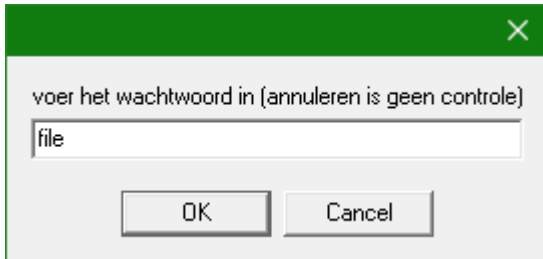 voer het wachtwoord in (annuleren is geen controle)
file
OK Cancel